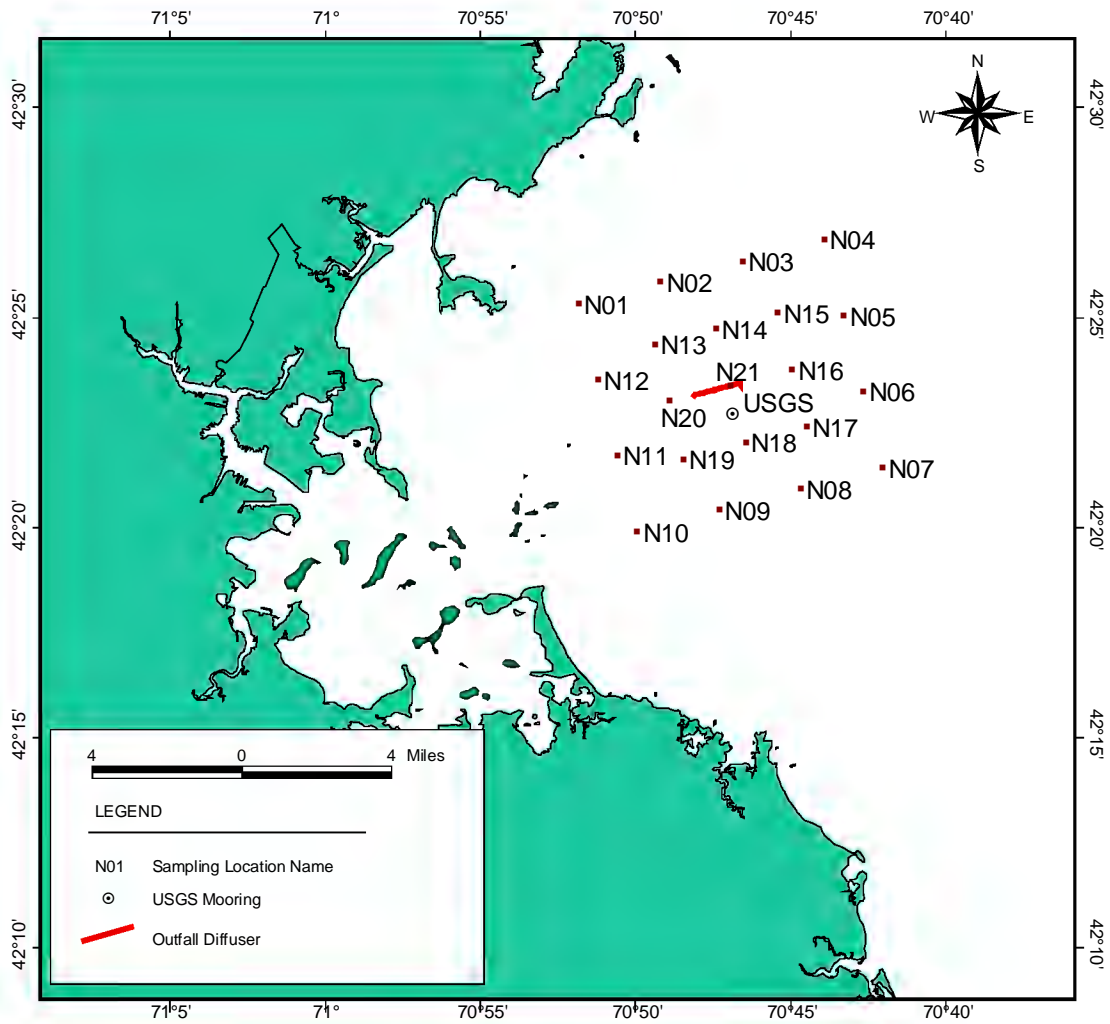 71°5' 71° 70°55' 70°50' 70°45' 70°40'
42°30' 42°30'
N
W E
S
N04
N03
N02
N01
42°25' 42°25'
N15 N05
N14
N13
N21 N16
N12
N06
USGS
N20
N17
N18
N11 N19
N07
N08
N09
42°20' 42°20'
N10
42°15' 42°15'
4 0 4 Miles
LEGEND
N01 Sampling Location Name
USGS Mooring
Outfall Diffuser
42°10' 42°10'
71°5' 71° 70°55' 70°50' 70°45' 70°40'